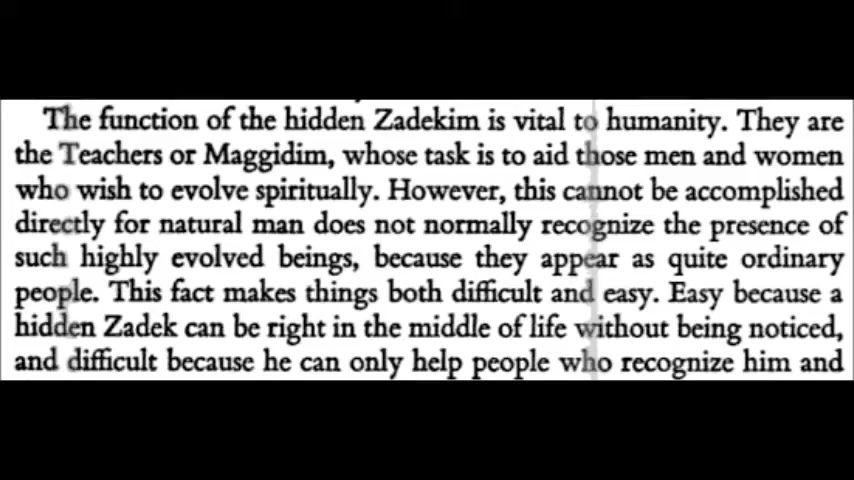 The function of the hidden Zadekim is vital to humanity. They are
the Teachers or Maggidim, whose task is to aid those men and women
who wish to evolve spiritually. However, this cannot be accomplished
directly for natural man does not normally recognize the presence of
such highly evolved beings, because they appear as quite ordinary
people. This fact makes things both difficult and easy. Easy because a
hidden Zadek can be right in the middle of life without being noticed,
and difficult because he can only help people who recognize him and